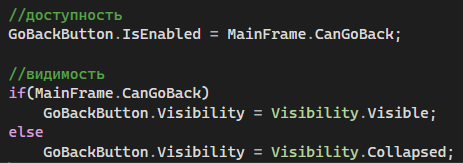 //доступность
GoBackButton.IsEnabled = MainFrame.CanGoBack;

//видимость
if(MainFrame.CanGoBack)
    GoBackButton.Visibility = Visibility.Visible;
else
    GoBackButton.Visibility = Visibility.Collapsed;